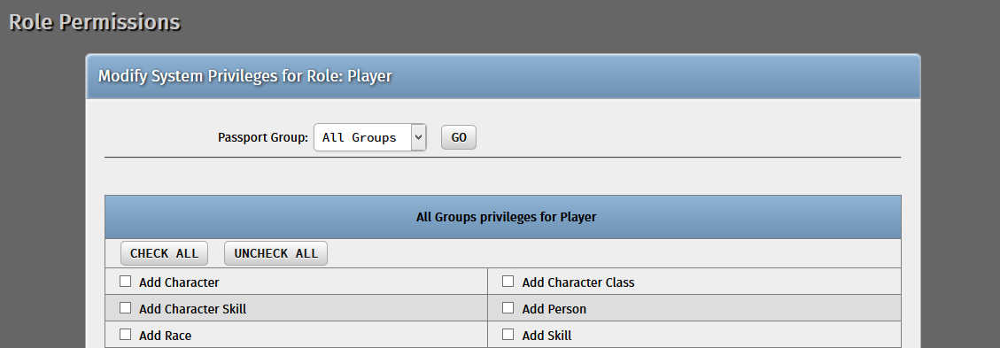 Role Permissions
Modify System Privileges for Role: Player
Passport Group: All Groups GO
All Groups privileges for Player
CHECK ALL UNCHECK ALL
Add Character Add Character Class
Add Character Skill Add Person
Add Race Add Skill